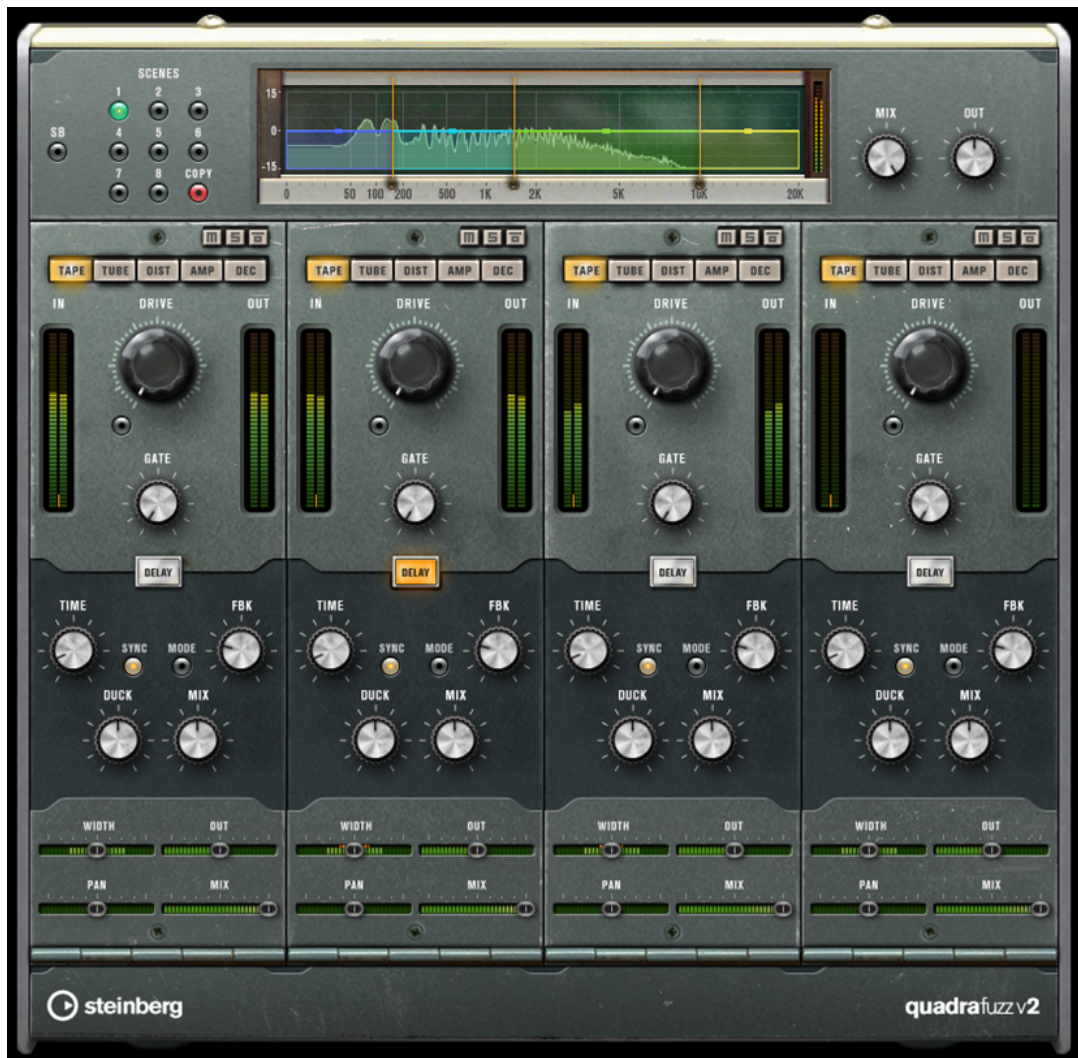 SCENES
1 2 3
SB
4 5 6
7 8 COPY
15
0
-15
0 50 100 200 500 1K 2K 5K 10K 20K
MIX OUT
M S
M S
M S
M S
TAPE TUBE DIST AMP DEC
TAPE TUBE DIST AMP DEC
TAPE TUBE DIST AMP DEC
TAPE TUBE DIST AMP DEC
IN DRIVE OUT
IN DRIVE OUT
IN DRIVE OUT
IN DRIVE OUT
GATE
GATE
GATE
GATE
DELAY
DELAY
DELAY
DELAY
TIME FBK
TIME FBK
TIME FBK
TIME FBK
SYNC MODE
SYNC MODE
SYNC MODE
SYNC MODE
DUCK MIX
DUCK MIX
DUCK MIX
DUCK MIX
WIDTH OUT
WIDTH OUT
WIDTH OUT
WIDTH OUT
PAN MIX
PAN MIX
PAN MIX
PAN MIX
steinberg
quadrafuzz v2